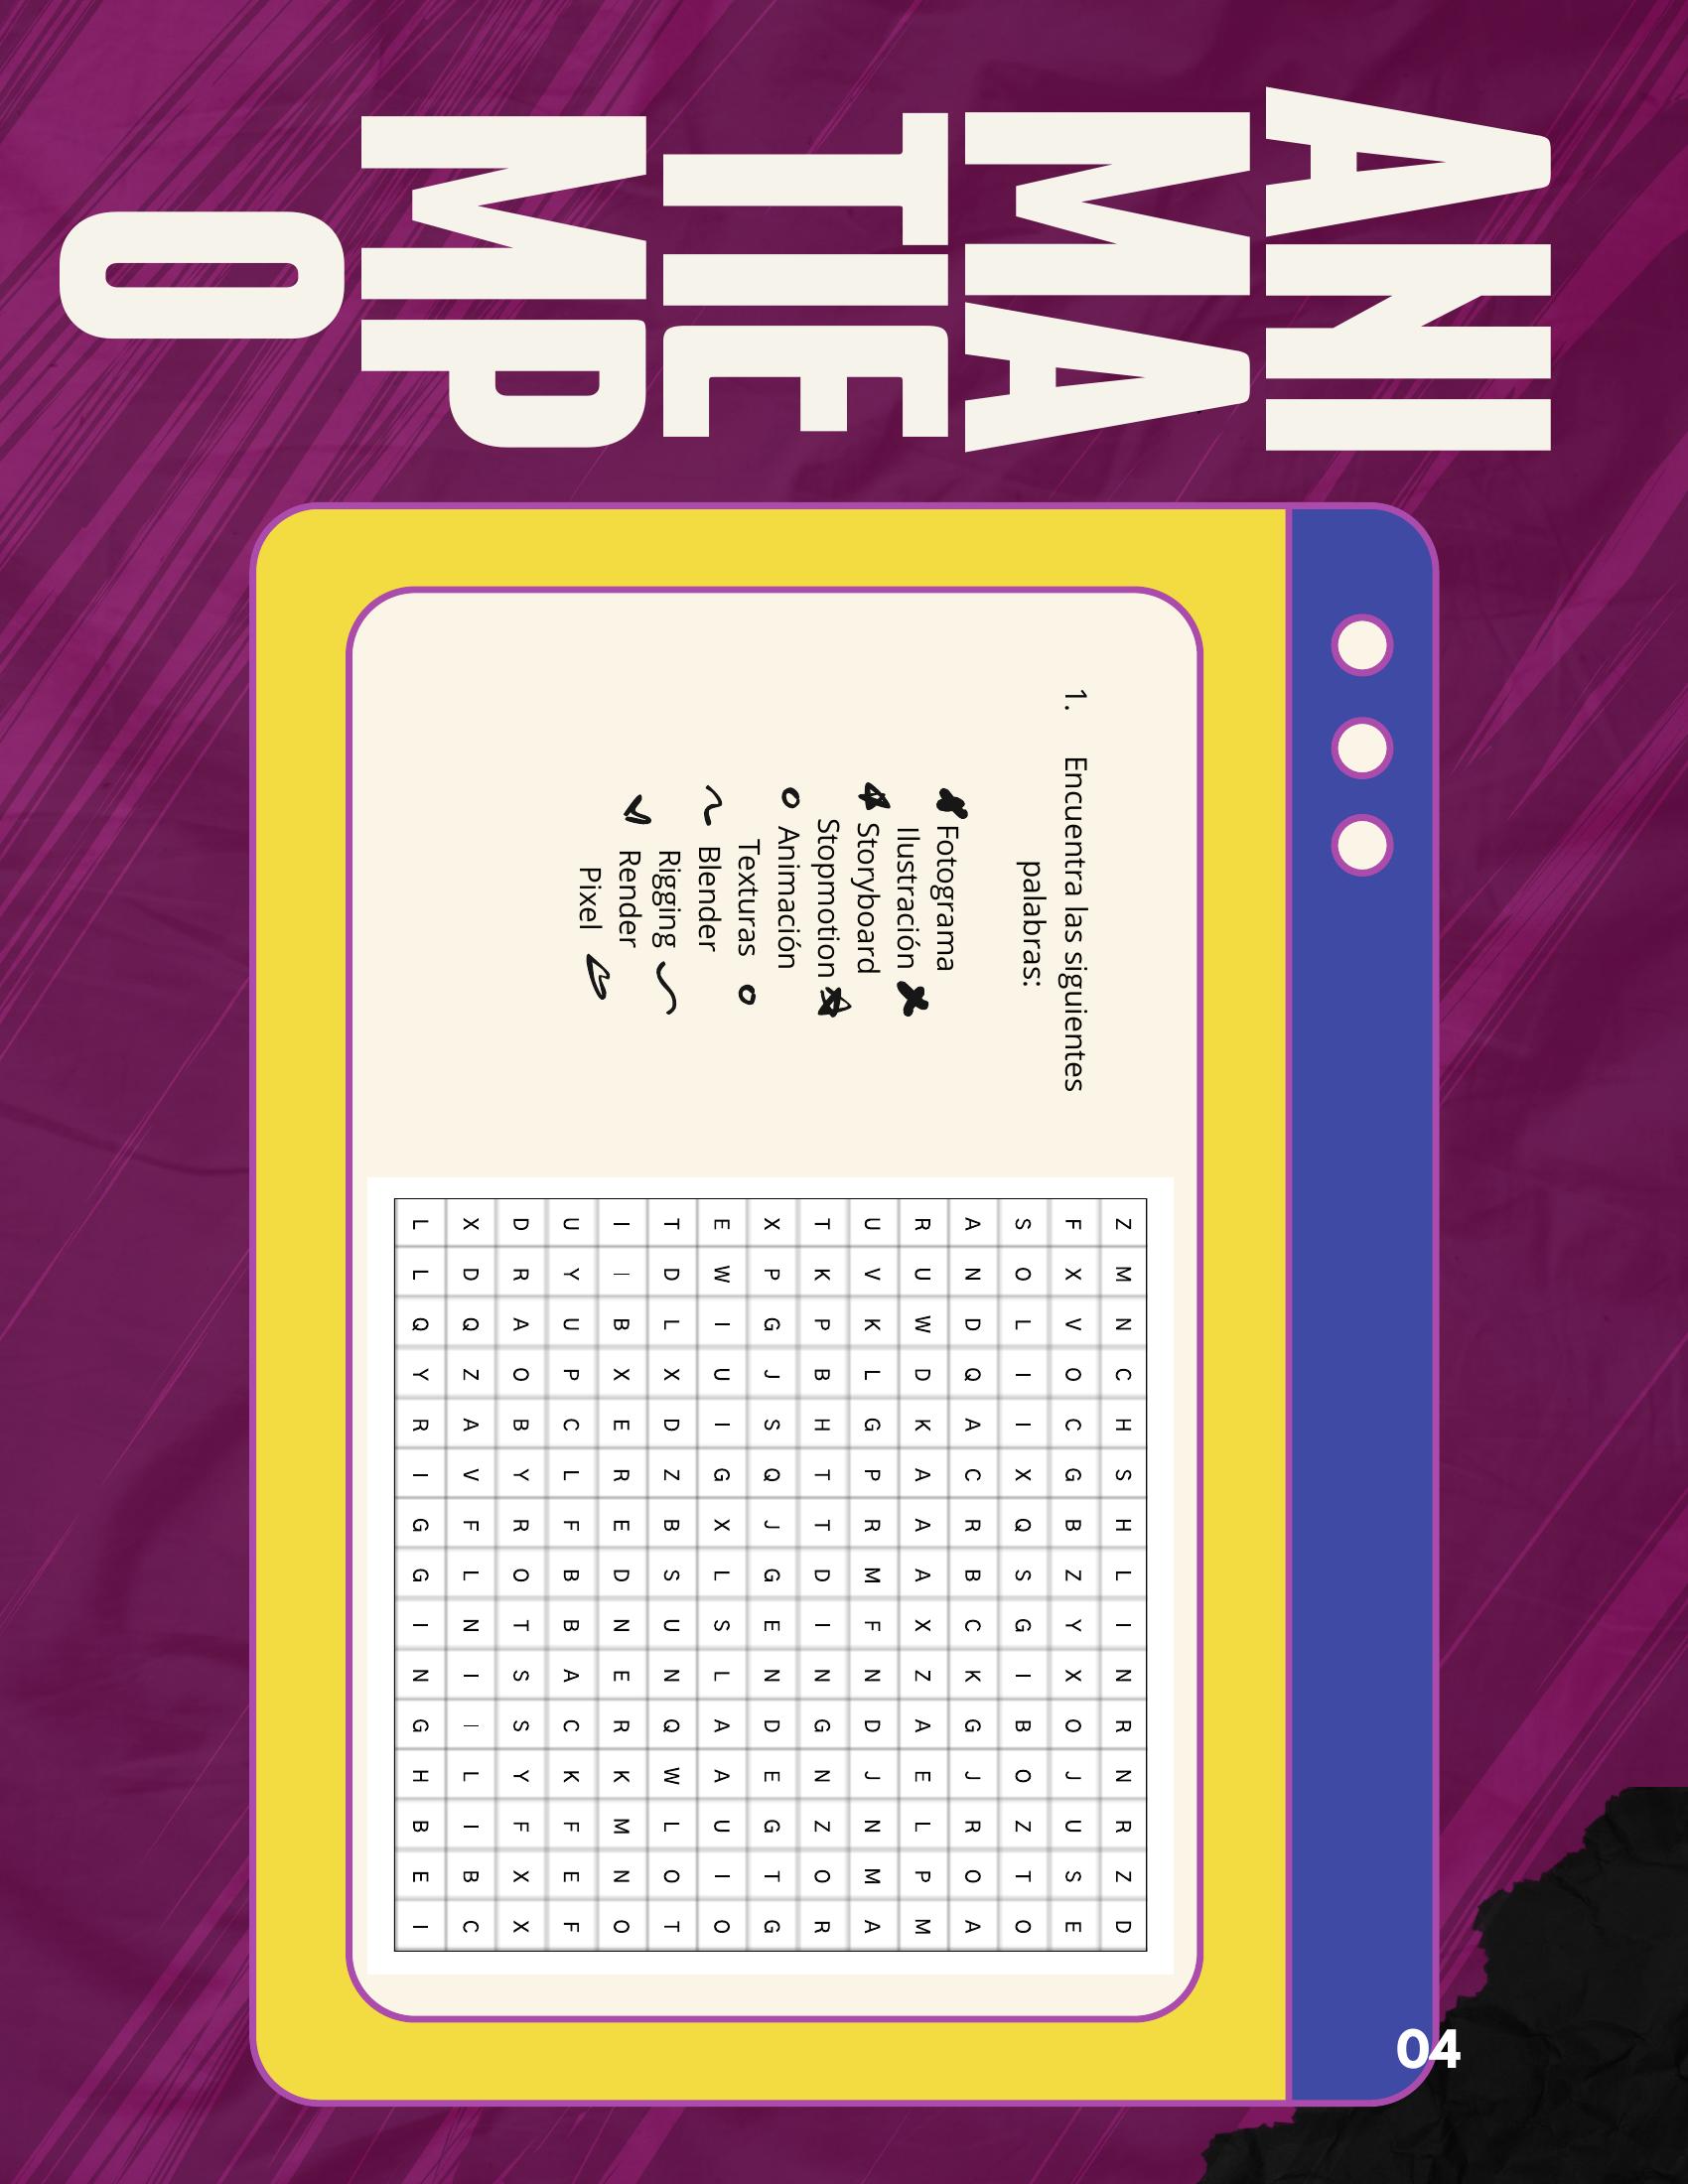 ANI
MA
TIE
MP
O
1. Encuentra las siguientes
palabras:
Fotograma
Ilustración
Storyboard
Stopmotion
Animación
Texturas
Blender
Rigging
Render
Pixel
Z M N C H S H L I N R N R Z D
F X V O C G B Z Y X O J U S E
S O L I I X Q S G I B O Z T O
A N D Q A C R B C K G J R O A
R U W D K A A A X Z A E L P M
U V K L G P R M F N D J N M A
T K P B H T T D I N G N Z O R
X P G J S Q J G E N D E G T G
E W I U I G X L S L A A U I O
T D L X D Z B S U N Q W L O T
I | B X E R E D N E R K M N O
U Y U P C L F B B A C K F E F
D R A O B Y R O T S S Y F X X
X D Q Z A V F L N I | L I B C
L L Q Y R I G G I N G H B E I
04